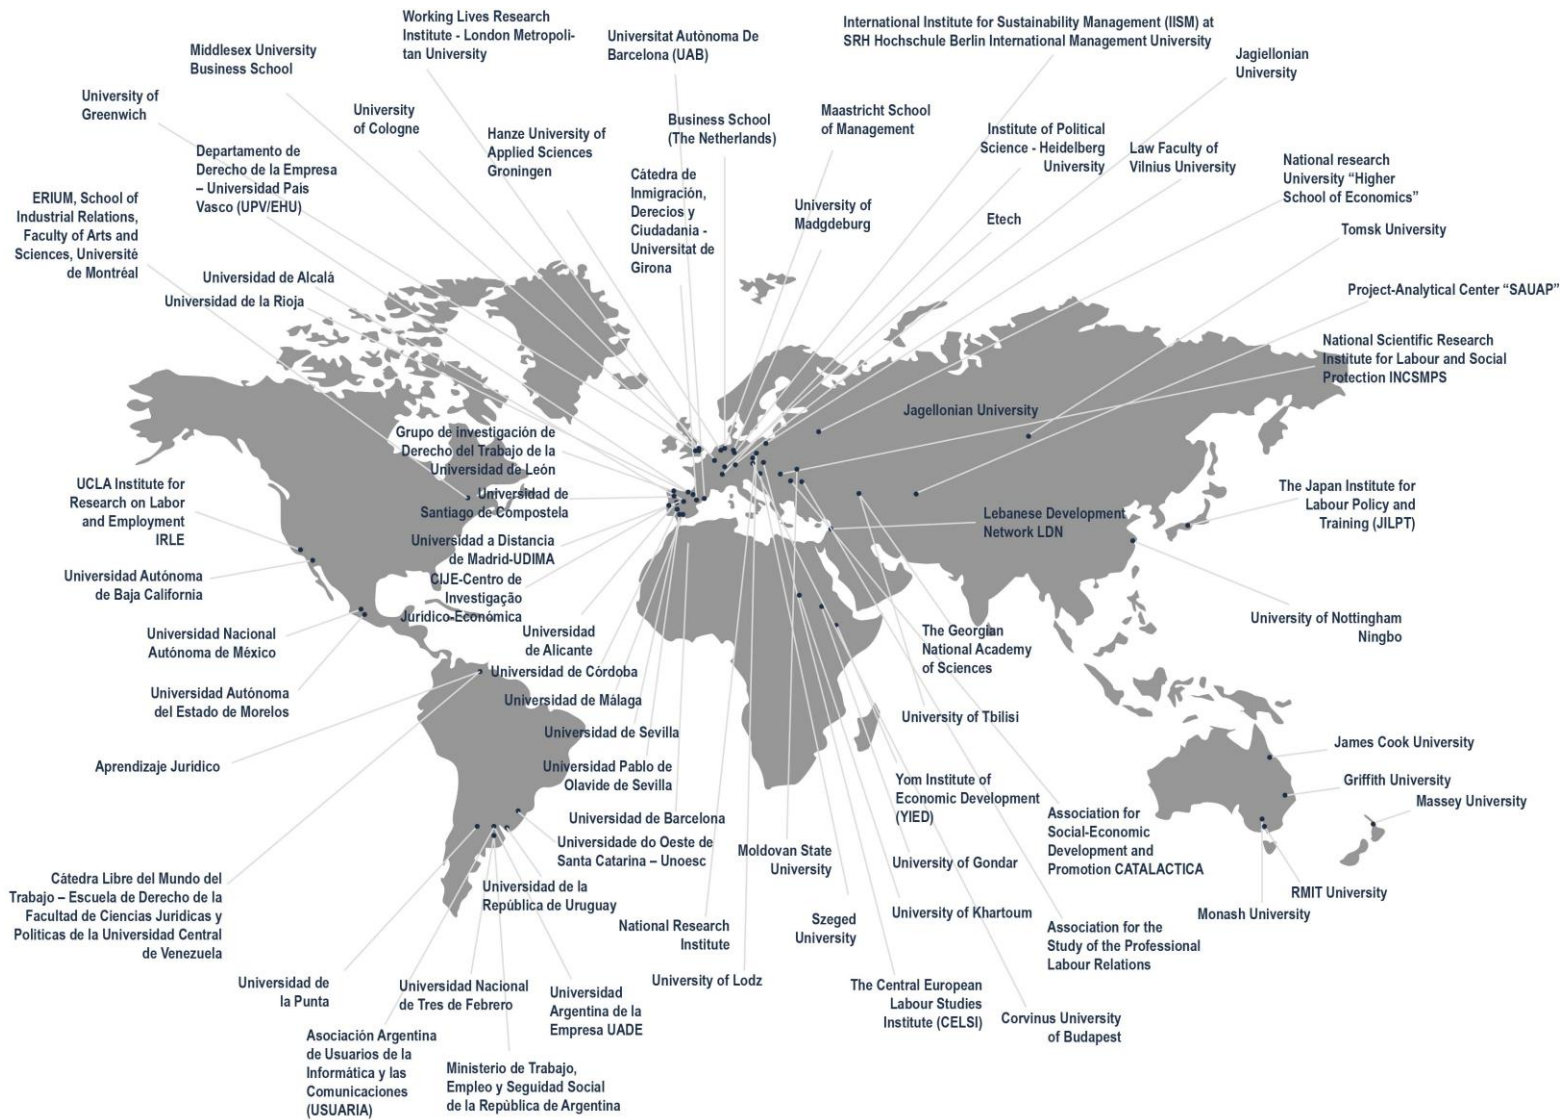 Working Lives Research
Institute - London Metropoli-
tan University
Middlesex University
Business School
Universitat Autònoma De
Barcelona (UAB)
International Institute for Sustainability Management (IISM) at
SRH Hochschule Berlin International Management University
Jagiellonian
University
University of
Greenwich
University
of Cologne
Hanze University of
Applied Sciences
Groningen
Business School
(The Netherlands)
Maastricht School
of Management
Institute of Political
Science - Heidelberg
University
Law Faculty of
Vilnius University
National research
University “Higher
School of Economics”
Departamento de
Derecho de la Empresa
– Universidad Pais
Vasco (UPV/EHU)
ERIUM, School of
Industrial Relations,
Faculty of Arts and
Sciences, Université
de Montréal
Cátedra de
Inmigración,
Derecios y
Ciudadania -
Universitat de
Girona
University of
Madgdeburg
Etech
Tomsk University
Universidad de Alcalá
Universidad de la Rioja
Project-Analytical Center “SAUAP”
National Scientific Research
Institute for Labour and Social
Protection INCSMPS
Jagellonian University
Grupo de investigación de
Derecho del Trabajo de la
Universidad de León
UCLA Institute for
Research on Labor
and Employment
IRLE
Universidad de
Santiago de Compostela
The Japan Institute for
Labour Policy and
Training (JILPT)
Lebanese Development
Network LDN
Universidad a Distancia
de Madrid-UDIMA
Universidad Autónoma
de Baja California
CIJE-Centro de
Investigação
Jurídico-Económica
Universidad Nacional
Autónoma de México
Universidad
de Alicante
The Georgian
National Academy
of Sciences
University of Nottingham
Ningbo
Universidad de Córdoba
Universidad Autónoma
del Estado de Morelos
Universidad de Málaga
University of Tbilisi
Universidad de Sevilla
James Cook University
Aprendizaje Jurídico
Universidad Pablo de
Olavide de Sevilla
Yom Institute of
Economic Development
(YIED)
Griffith University
Massey University
Universidad de Barcelona
Association for
Social-Economic
Development and
Promotion CATALACTICA
Universidade do Oeste de
Santa Catarina – Unoesc
Moldovan State
University
University of Gondar
Cátedra Libre del Mundo del
Trabajo – Escuela de Derecho de la
Facultad de Ciencias Juridicas y
Politicas de la Universidad Central
de Venezuela
Universidad de la
Repùblica de Uruguay
RMIT University
Monash University
National Research
Institute
Szeged
University
University of Khartoum
Association for the
Study of the Professional
Labour Relations
Universidad de
la Punta
Universidad Nacional
de Tres de Febrero
Universidad
Argentina de la
Empresa UADE
University of Lodz
The Central European
Labour Studies
Institute (CELSI)
Corvinus University
of Budapest
Asociación Argentina
de Usuarios de la
Informática y las
Comunicaciones
(USUARIA)
Ministerio de Trabajo,
Empleo y Seguidad Social
de la Repùblica de Argentina